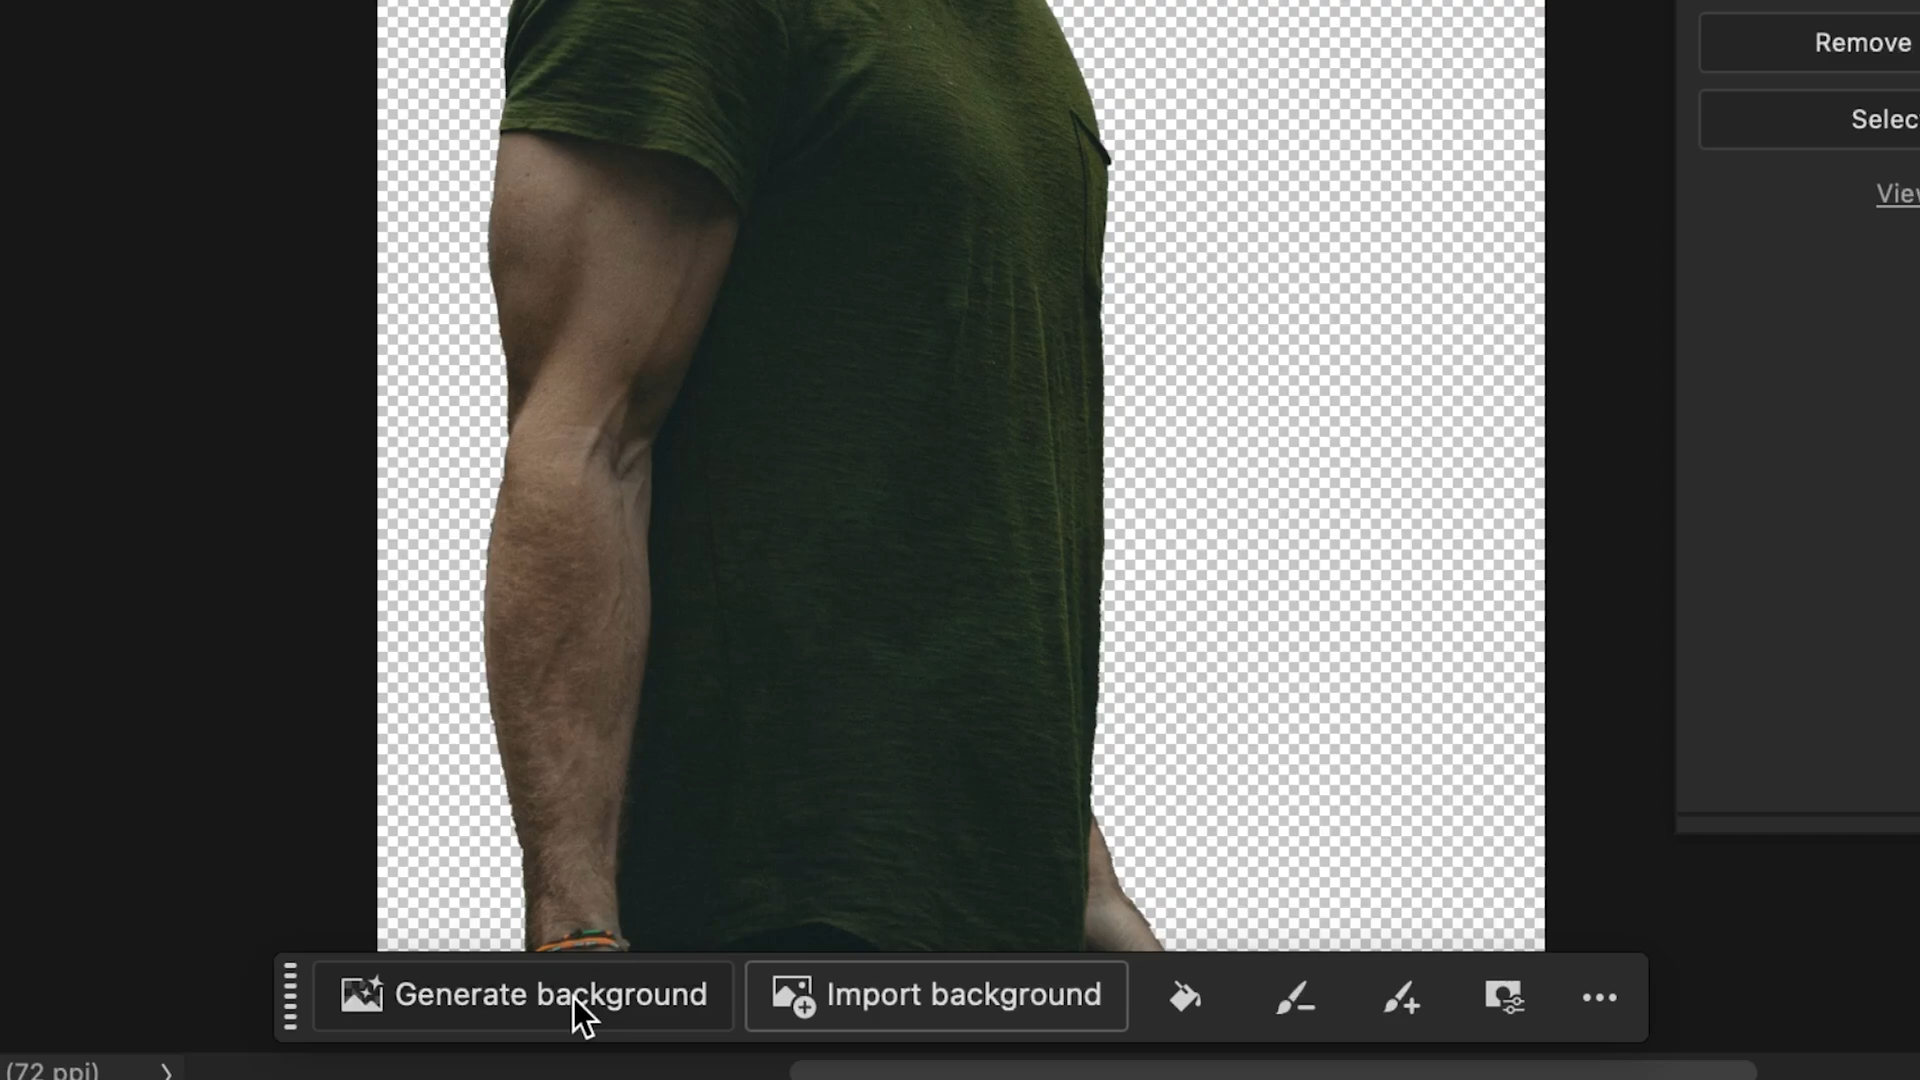 Remove
Selec
View
Generate background
Import background
(72 ppi)